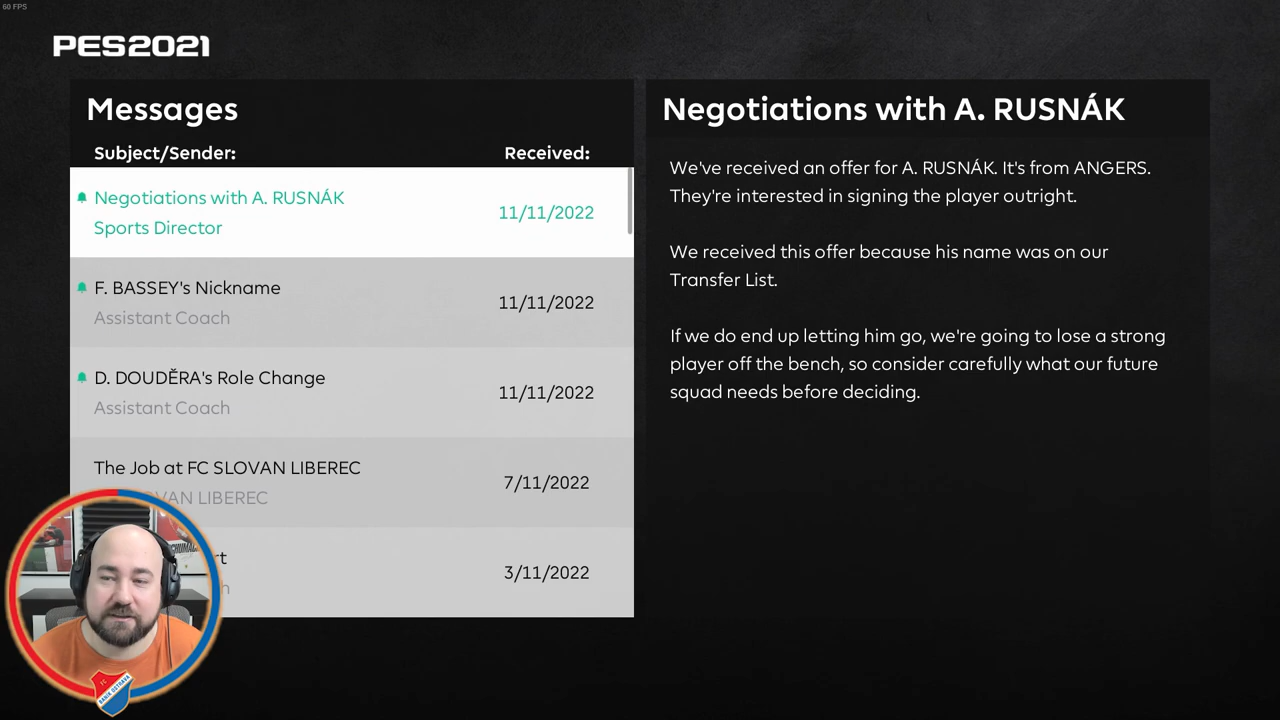 60 FPS
PES2021
Messages
Subject/Sender:
Received:
Negotiations with A. RUSNÁK
Sports Director
11/11/2022
F. BASSEY's Nickname
Assistant Coach
11/11/2022
D. DOUDĚRA's Role Change
Assistant Coach
11/11/2022
The Job at FC SLOVAN LIBEREC
VAN LIBEREC
7/11/2022
3/11/2022
Negotiations with A. RUSNÁK
We've received an offer for A. RUSNÁK. It's from ANGERS.
They're interested in signing the player outright.
We received this offer because his name was on our
Transfer List.
If we do end up letting him go, we're going to lose a strong
player off the bench, so consider carefully what our future
squad needs before deciding.
FC
BANÍK OSTRAVA